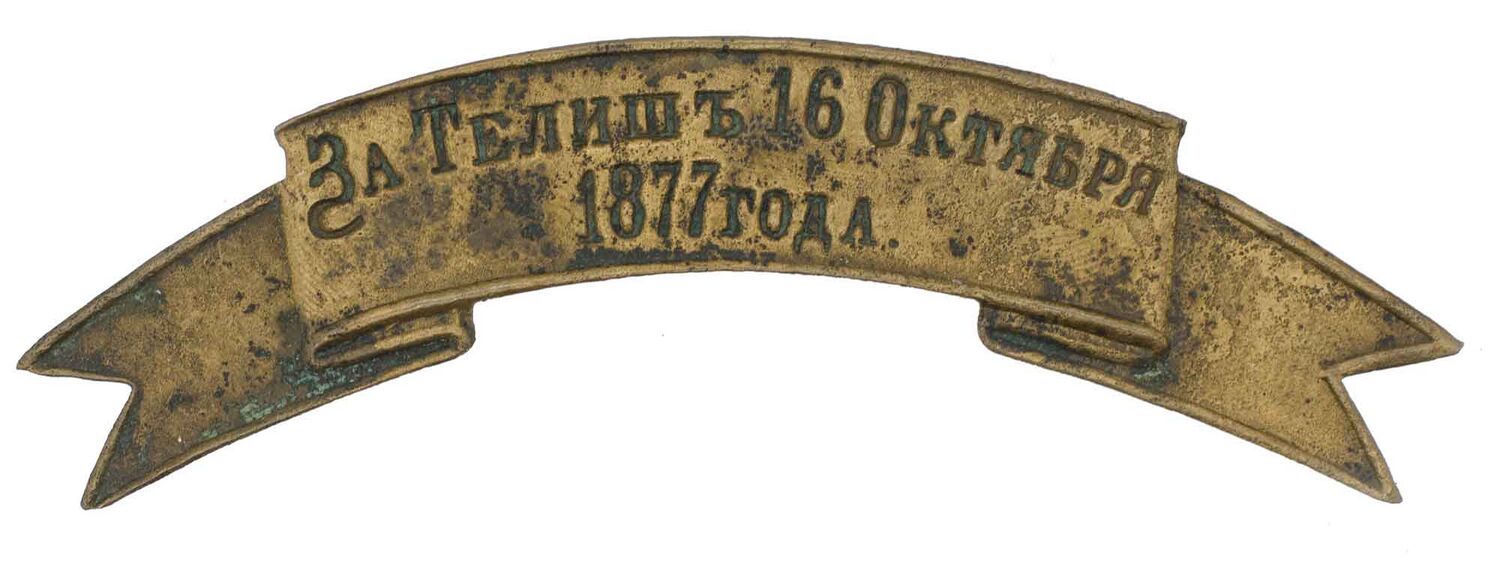 За Телишъ 16 Октября
1877 года.